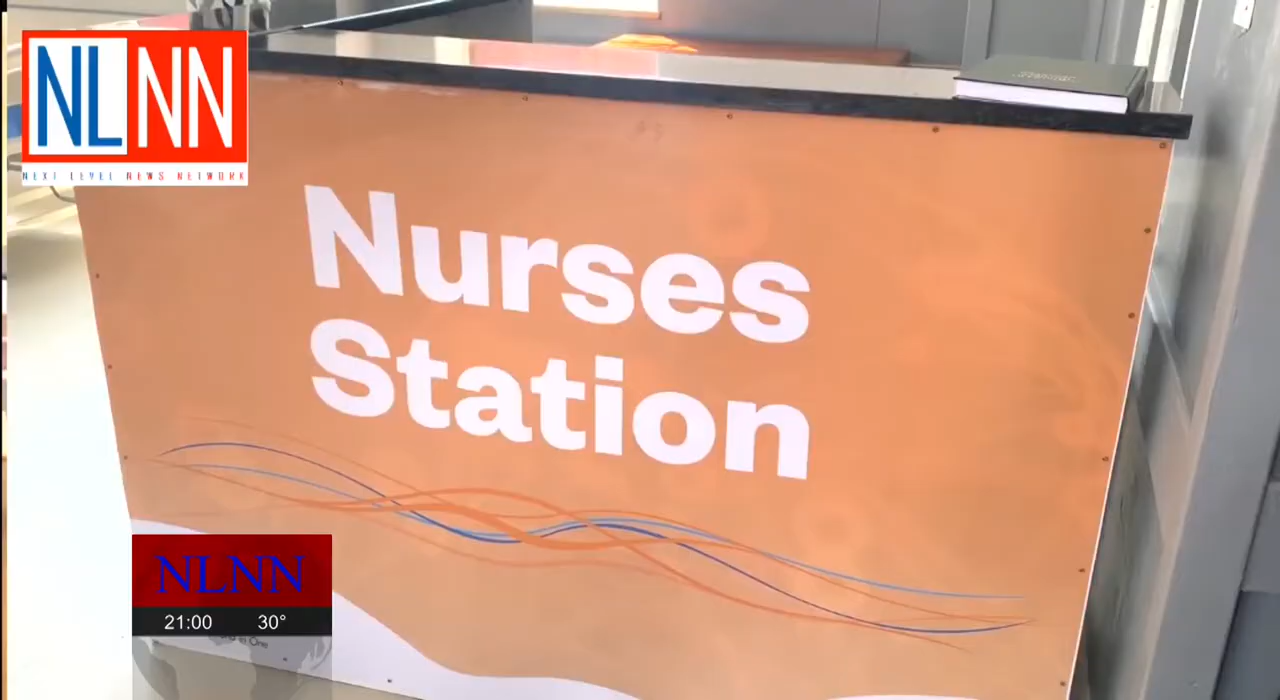 NLNN
NEXT LEVEL NEWS NETWORK
Nurses
Station
NLNN
21:00 30°